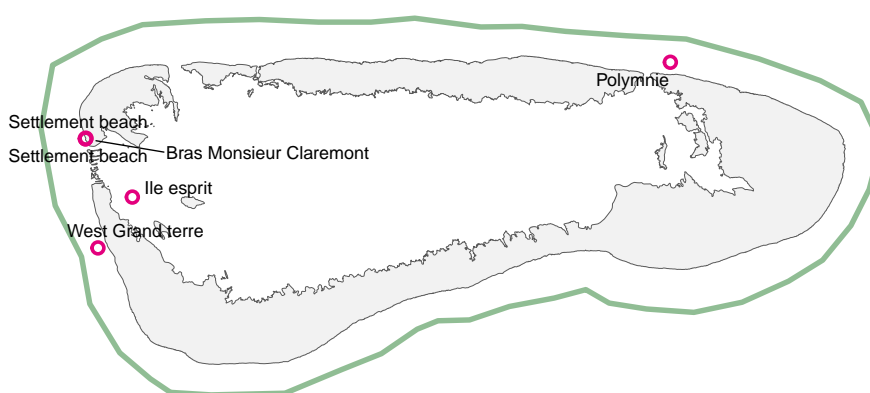 Polymnie
Settlement beach
Settlement beach
Bras Monsieur Claremont
Ile esprit
West Grand terre